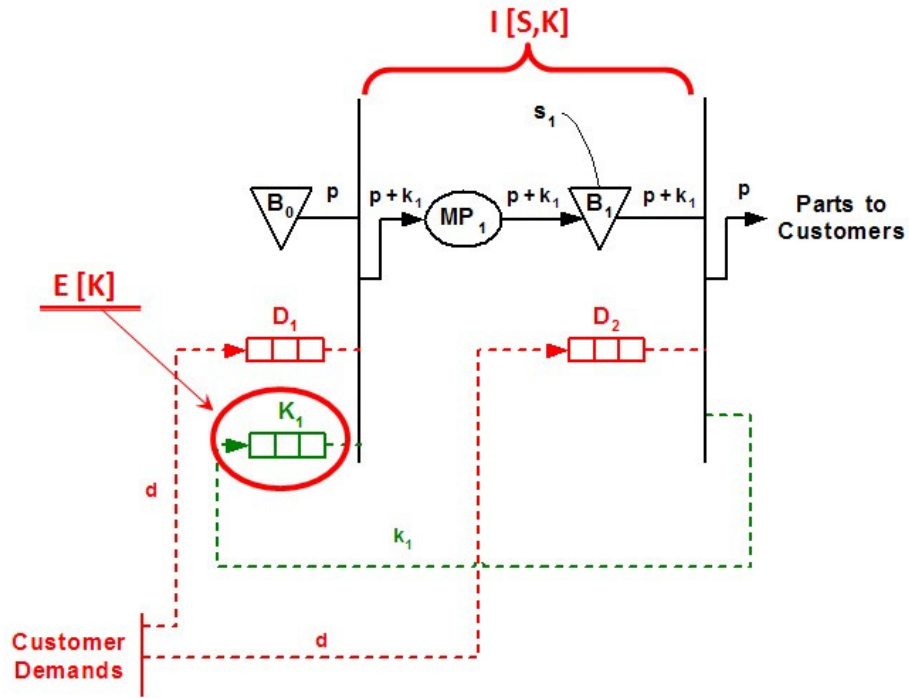 I [S,K]
s₁
p
p + k₁
p + k₁
p + k₁
p
B₀
MP₁
B₁
Parts to
Customers
E [K]
D₁
D₂
K₁
d
k₁
d
Customer
Demands